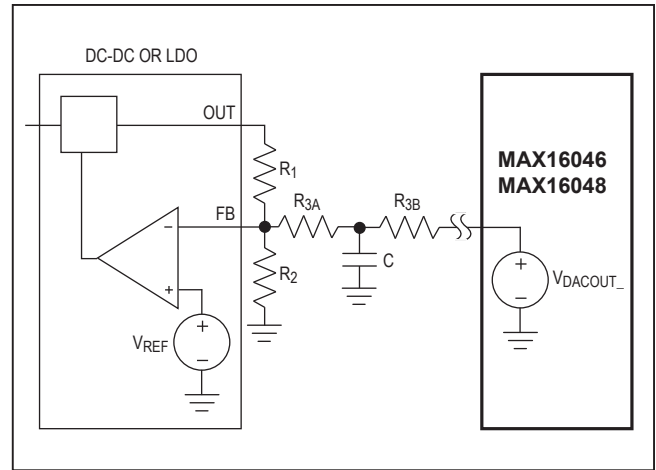 DC-DC OR LDO
OUT
R1
MAX16046
MAX16048
R3A
R3B
FB
−
+
R2
C
+
−
VDACOUT_
VREF
+
−